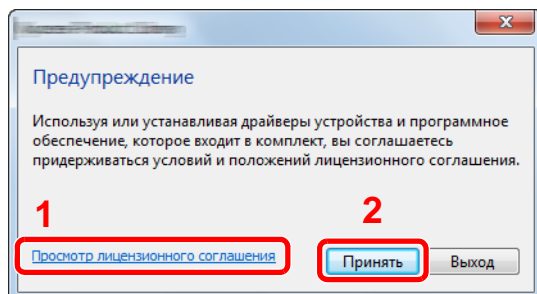 Предупреждение
Используя или устанавливая драйверы устройства и программное
обеспечение, которое входит в комплект, вы соглашаетесь
придерживаться условий и положений лицензионного соглашения.
1
2
Просмотр лицензионного соглашения
Принять
Выход